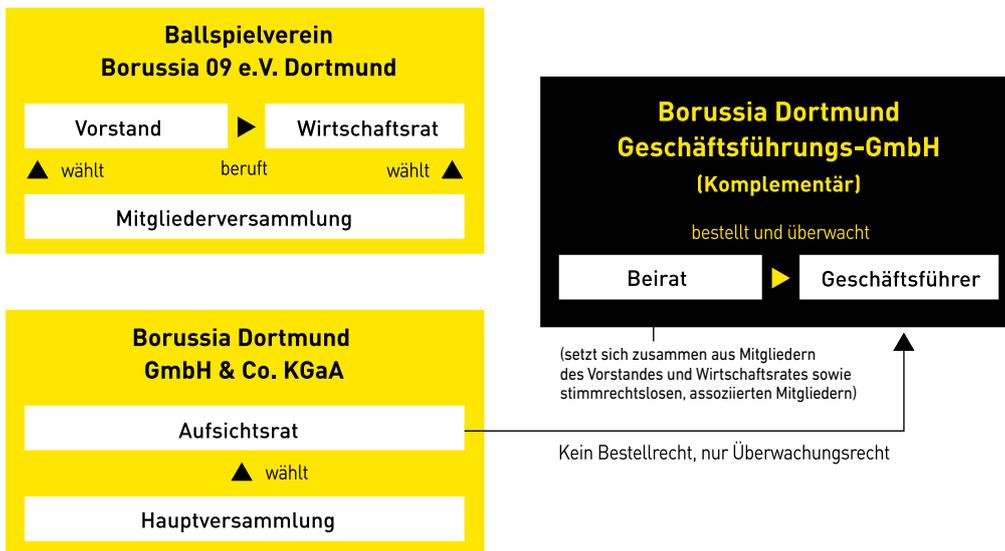 Ballspielverein
Borussia 09 e.V. Dortmund
Vorstand
Wirtschaftsrat
wählt
beruft
wählt
Mitgliederversammlung
Borussia Dortmund
Geschäftsführungs-GmbH
(Komplementär)
bestellt und überwacht
Beirat
Geschäftsführer
(setzt sich zusammen aus Mitgliedern
des Vorstandes und Wirtschaftsrates sowie
stimmrechtslosen, assoziierten Mitgliedern)
Borussia Dortmund
GmbH & Co. KGaA
Aufsichtsrat
Kein Bestellrecht, nur Überwachungsrecht
wählt
Hauptversammlung